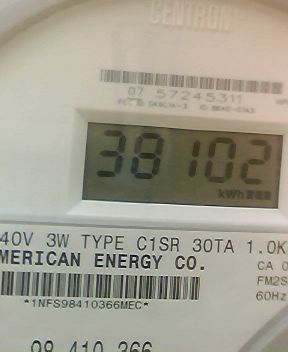 CENTRON®
07 57245311
38102
kWh
40V 3W TYPE C1SR 30TA 1.0K
MERICAN ENERGY CO.
CA 0
FM2S
60Hz
*1NFS98410366MEC*
98 410 366